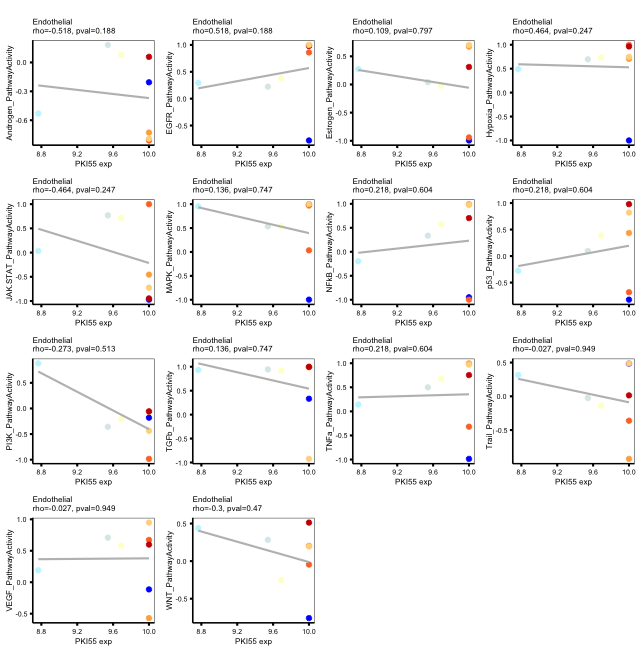 Endothelial
rho=-0.518, pval=0.188
Androgen_PathwayActivity
0.0
-0.3
-0.6
8.8
9.2
9.6
10.0
PKI55 exp
Endothelial
rho=0.518, pval=0.188
EGFR_PathwayActivity
1.0
0.5
0.0
-0.5
8.8
9.2
9.6
10.0
PKI55 exp
Endothelial
rho=0.109, pval=0.797
Estrogen_PathwayActivity
0.5
0.0
-0.5
-1.0
8.8
9.2
9.6
10.0
PKI55 exp
Endothelial
rho=0.464, pval=0.247
Hypoxia_PathwayActivity
1.0
0.5
0.0
-0.5
-1.0
8.8
9.2
9.6
10.0
PKI55 exp
Endothelial
rho=-0.464, pval=0.247
JAK.STAT_PathwayActivity
1.0
0.5
0.0
-0.5
-1.0
8.8
9.2
9.6
10.0
PKI55 exp
Endothelial
rho=0.136, pval=0.747
MAPK_PathwayActivity
1.0
0.5
0.0
-0.5
-1.0
8.8
9.2
9.6
10.0
PKI55 exp
Endothelial
rho=0.218, pval=0.604
NFkB_PathwayActivity
1.0
0.5
0.0
-0.5
-1.0
8.8
9.2
9.6
10.0
PKI55 exp
Endothelial
rho=0.218, pval=0.604
p53_PathwayActivity
1.0
0.5
0.0
-0.5
8.8
9.2
9.6
10.0
PKI55 exp
Endothelial
rho=-0.273, pval=0.513
PI3K_PathwayActivity
0.5
0.0
-0.5
-1.0
8.8
9.2
9.6
10.0
PKI55 exp
Endothelial
rho=0.136, pval=0.747
TGFb_PathwayActivity
1.0
0.5
0.0
-0.5
-1.0
8.8
9.2
9.6
10.0
PKI55 exp
Endothelial
rho=0.218, pval=0.604
TNFa_PathwayActivity
1.0
0.5
0.0
-0.5
-1.0
8.8
9.2
9.6
10.0
PKI55 exp
Endothelial
rho=-0.027, pval=0.949
Trail_PathwayActivity
0.5
0.0
-0.5
8.8
9.2
9.6
10.0
PKI55 exp
Endothelial
rho=-0.027, pval=0.949
VEGF_PathwayActivity
1.0
0.5
0.0
-0.5
8.8
9.2
9.6
10.0
PKI55 exp
Endothelial
rho=-0.3, pval=0.47
WNT_PathwayActivity
0.5
0.0
-0.5
8.8
9.2
9.6
10.0
PKI55 exp